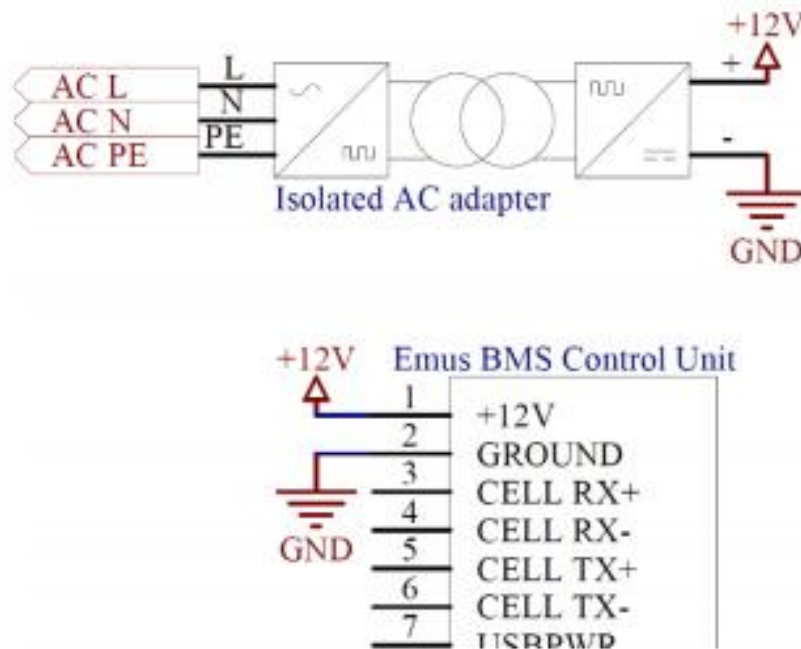 +12V
L
+
AC L
N
AC N
PE
-
AC PE
Isolated AC adapter
GND
+12V
Emus BMS Control Unit
1
+12V
2
GROUND
3
CELL RX+
GND
4
CELL RX-
5
CELL TX+
6
CELL TX-
7
USBPWR